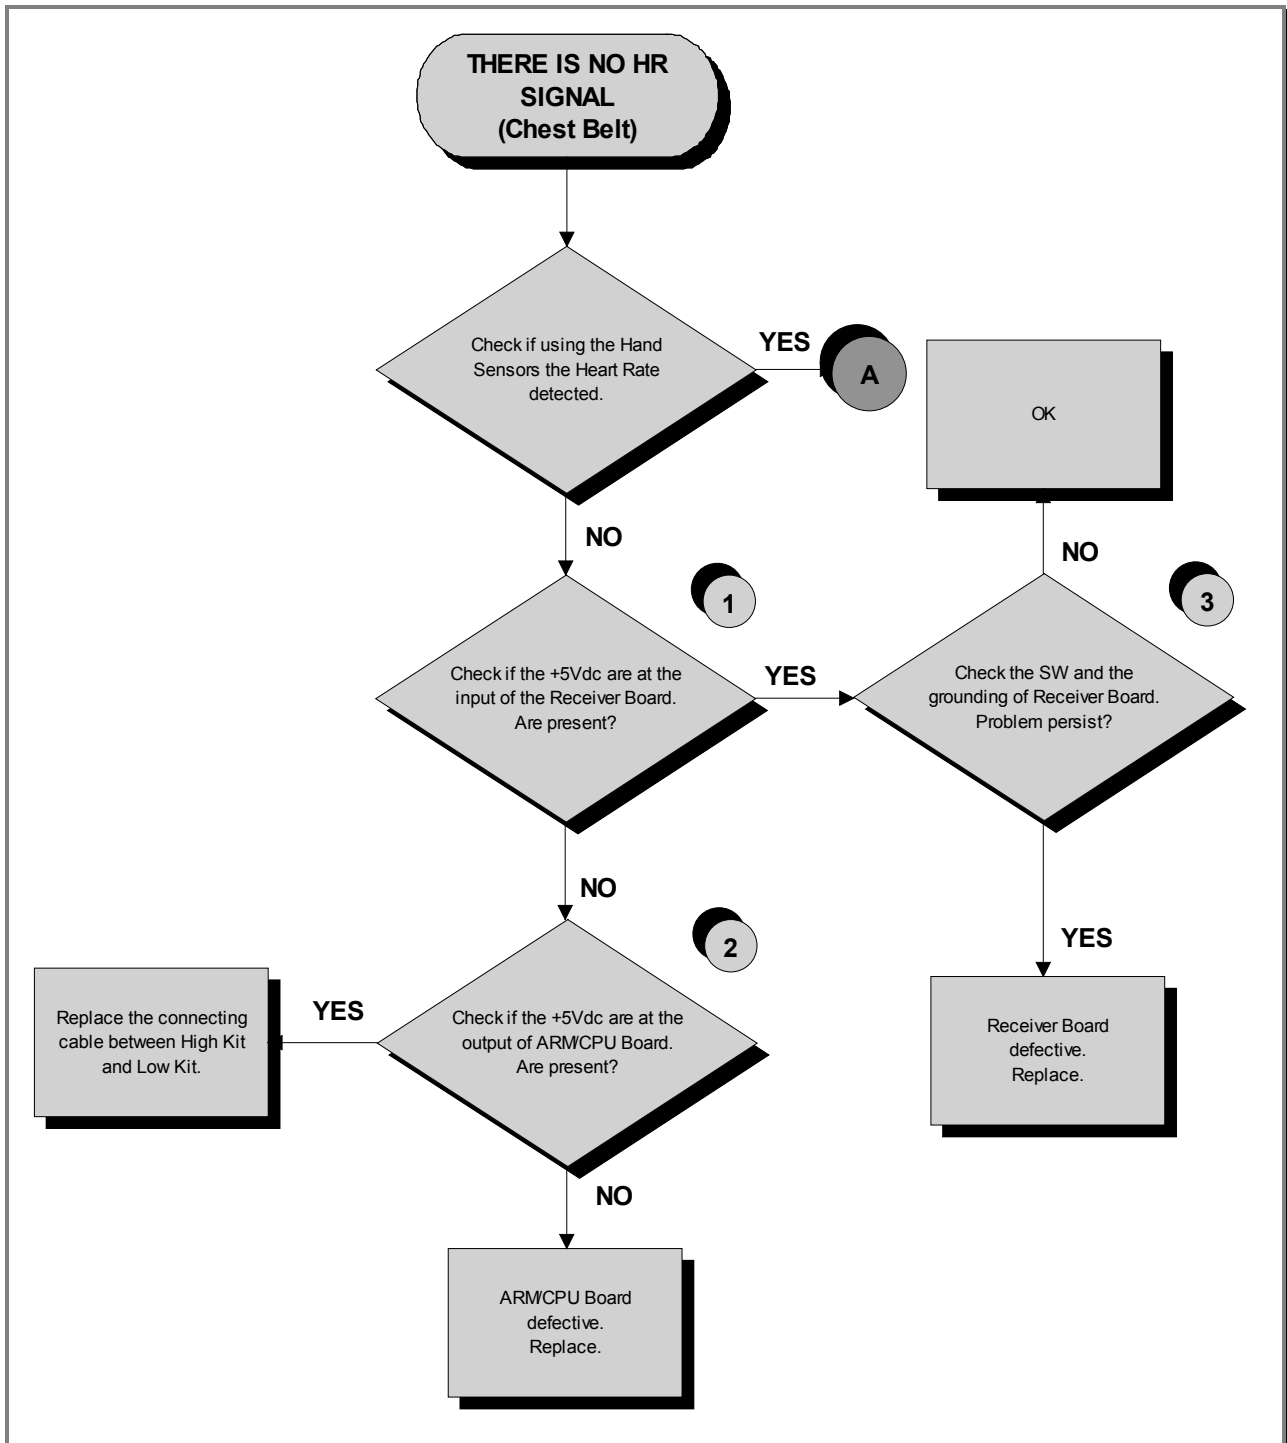 THERE IS NO HR
SIGNAL
(Chest Belt)
Check if using the Hand
Sensors the Heart Rate
detected.
YES
A
OK
NO
NO
1
3
Check if the +5Vdc are at the
input of the Receiver Board.
Are present?
YES
Check the SW and the
grounding of Receiver Board.
Problem persist?
NO
YES
2
Replace the connecting
cable between High Kit
and Low Kit.
YES
Check if the +5Vdc are at the
output of ARM/CPU Board.
Are present?
Receiver Board
defective.
Replace.
NO
ARM/CPU Board
defective.
Replace.